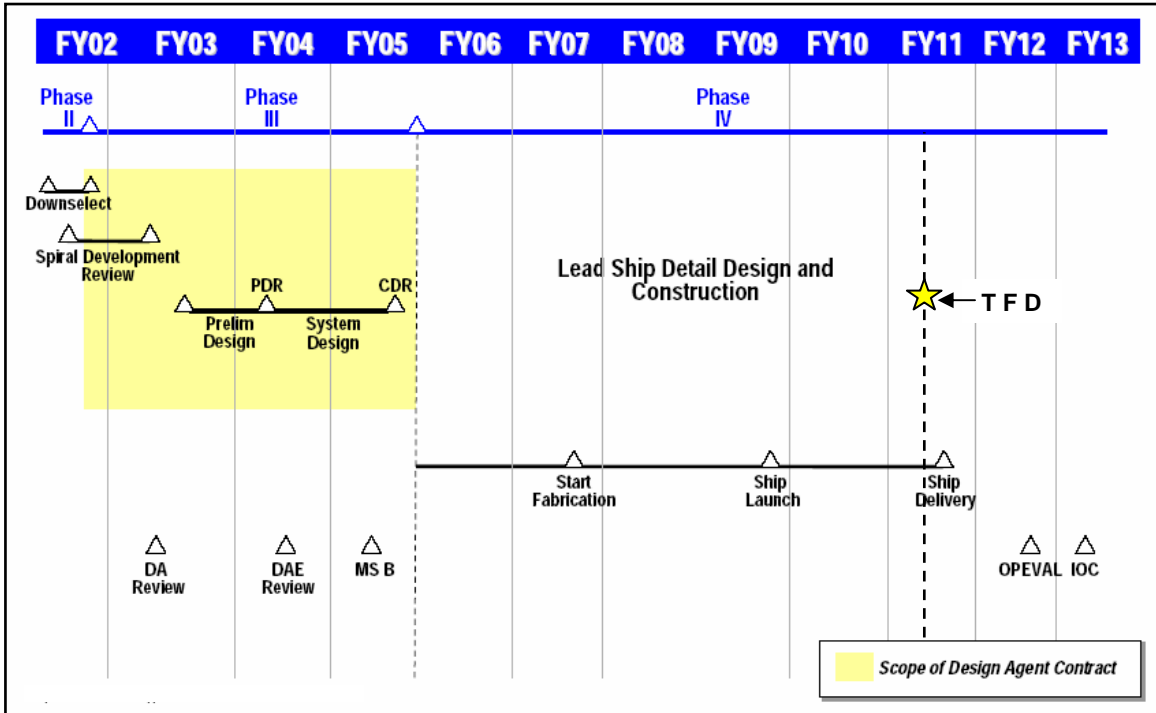 FY02 FY03 FY04 FY05 FY06 FY07 FY08 FY09 FY10 FY11 FY12 FY13
Phase
II
Phase
III
Phase
IV
Downselect
Spiral Development
Review
PDR
CDR
Prelim
Design
System
Design
Lead Ship Detail Design and
Construction
T F D
Start
Fabrication
Ship
Launch
Ship
Delivery
DA
Review
DAE
Review
MS B
OPEVAL
IOC
Scope of Design Agent Contract